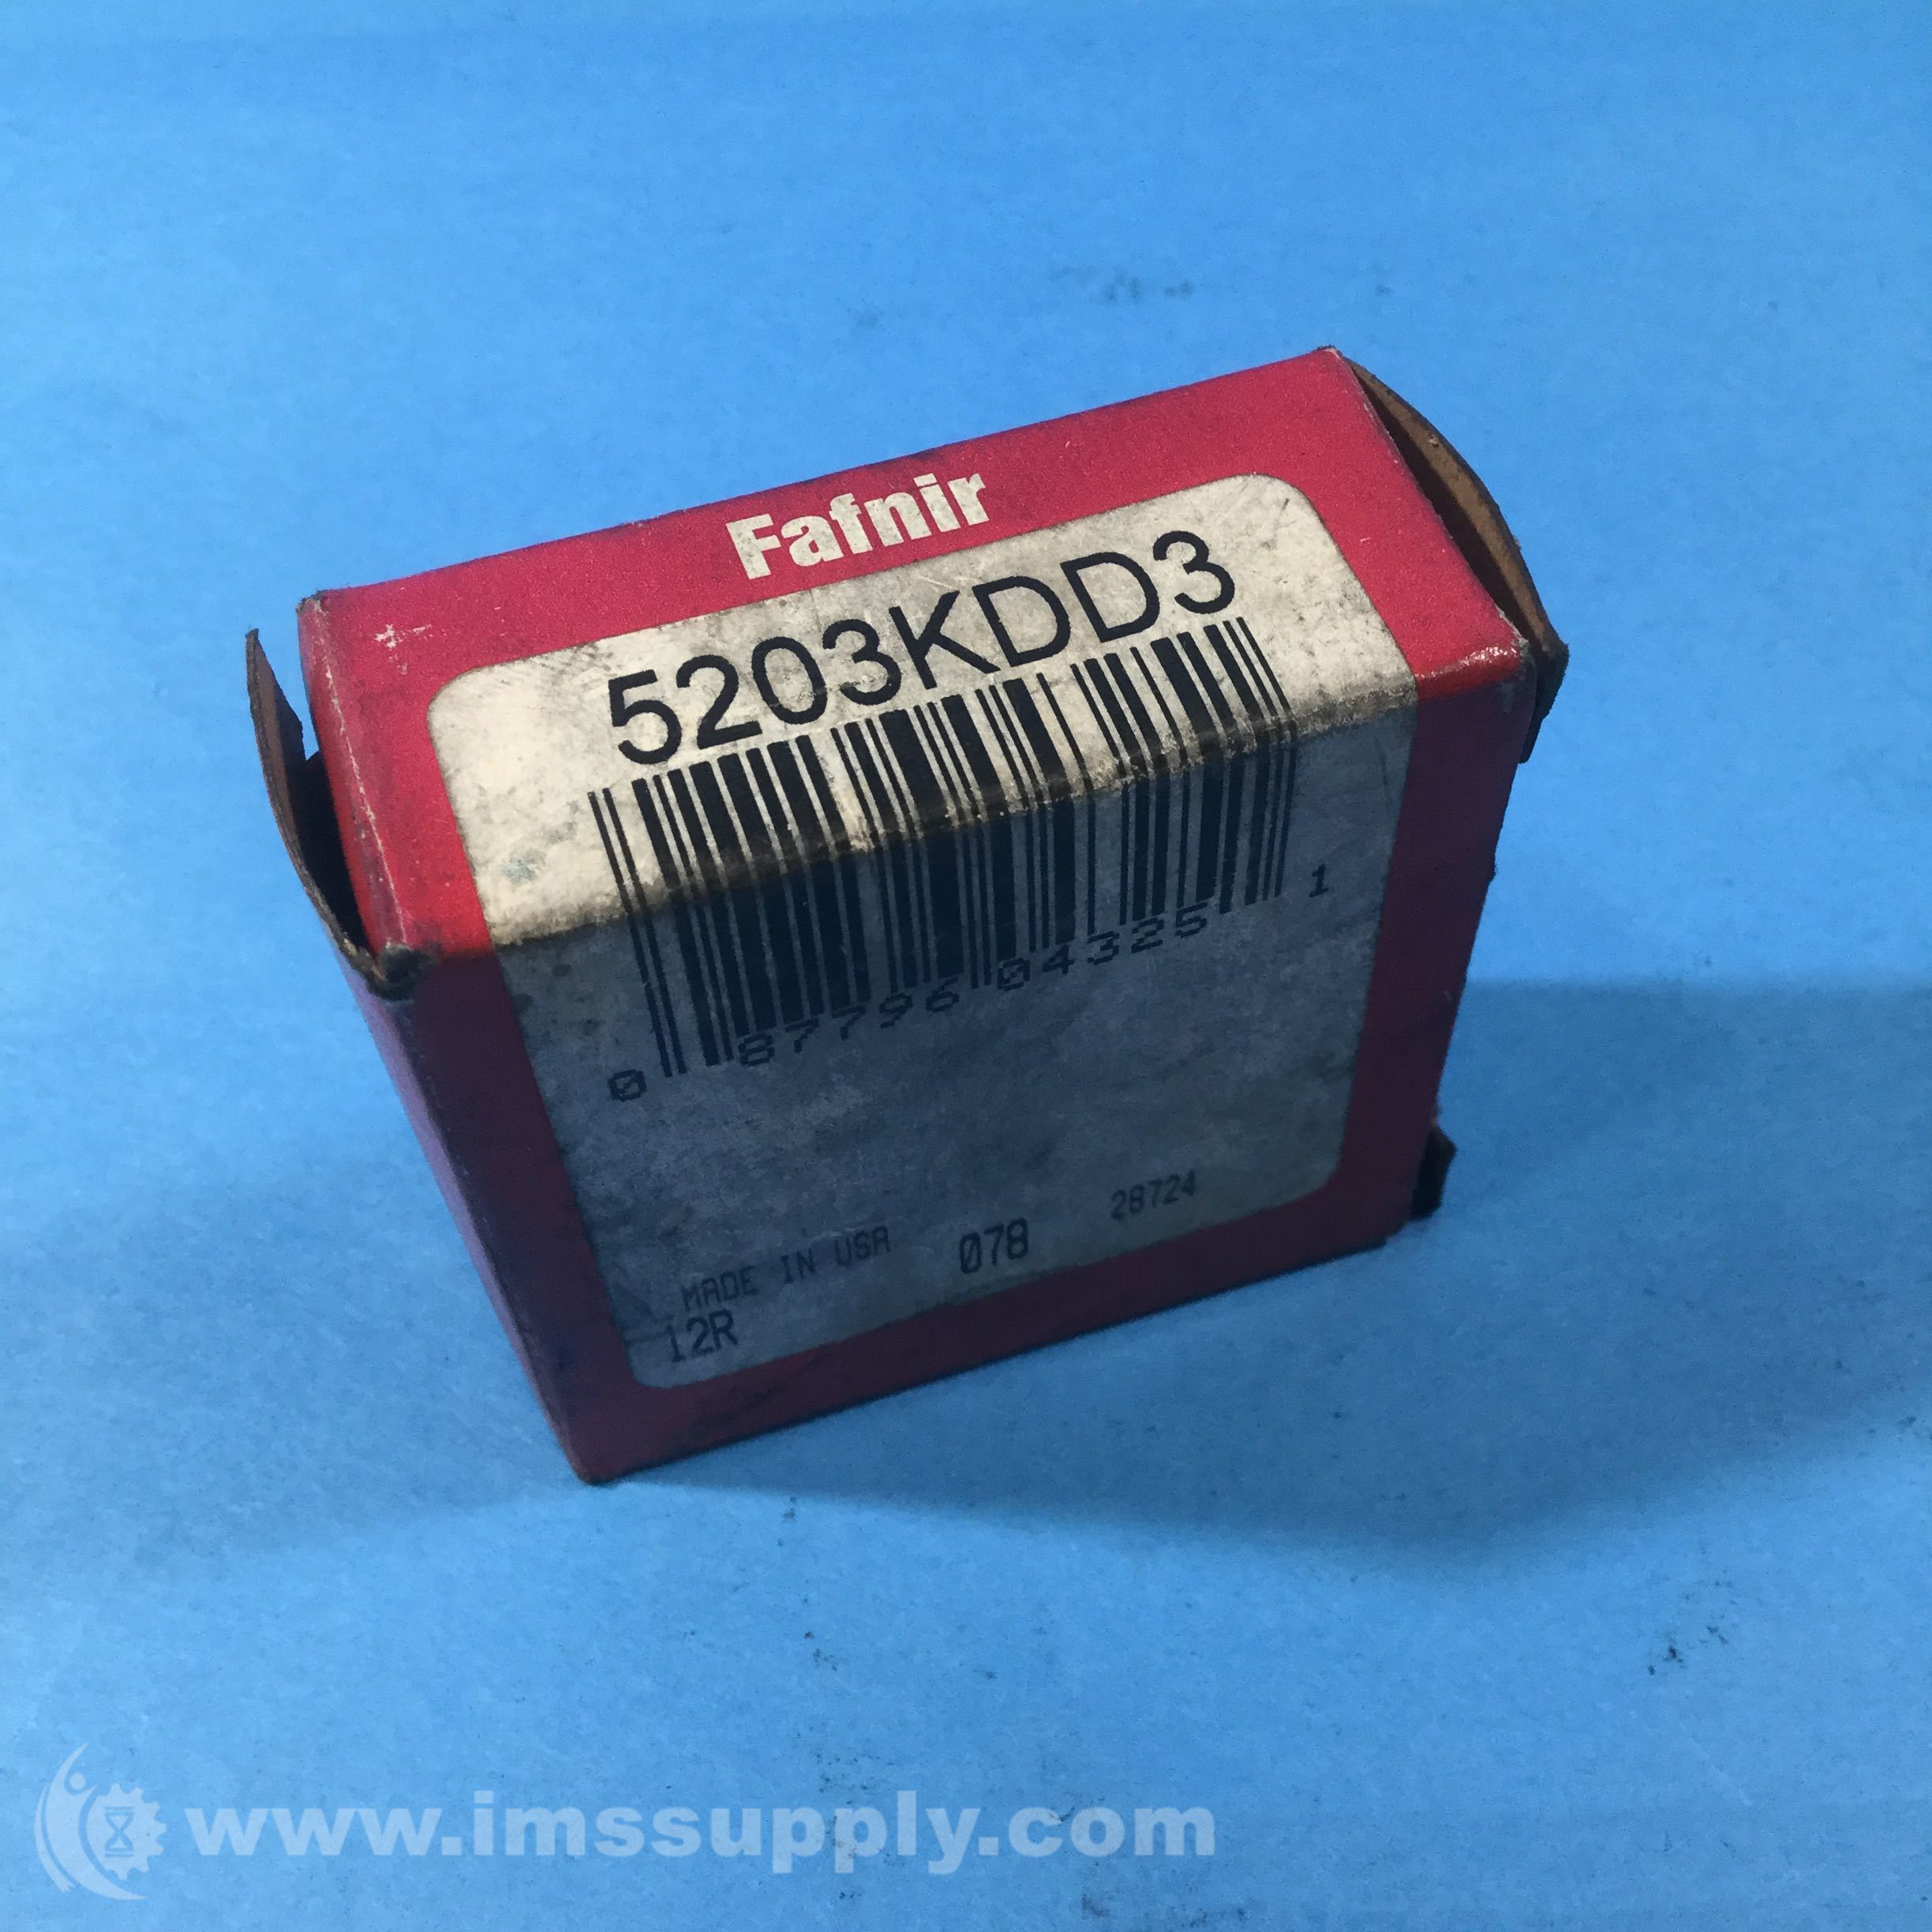 Fafnir
5203KDD3
0 87796 04325 1
MADE IN USA 078 28724
12R
www.imssupply.com